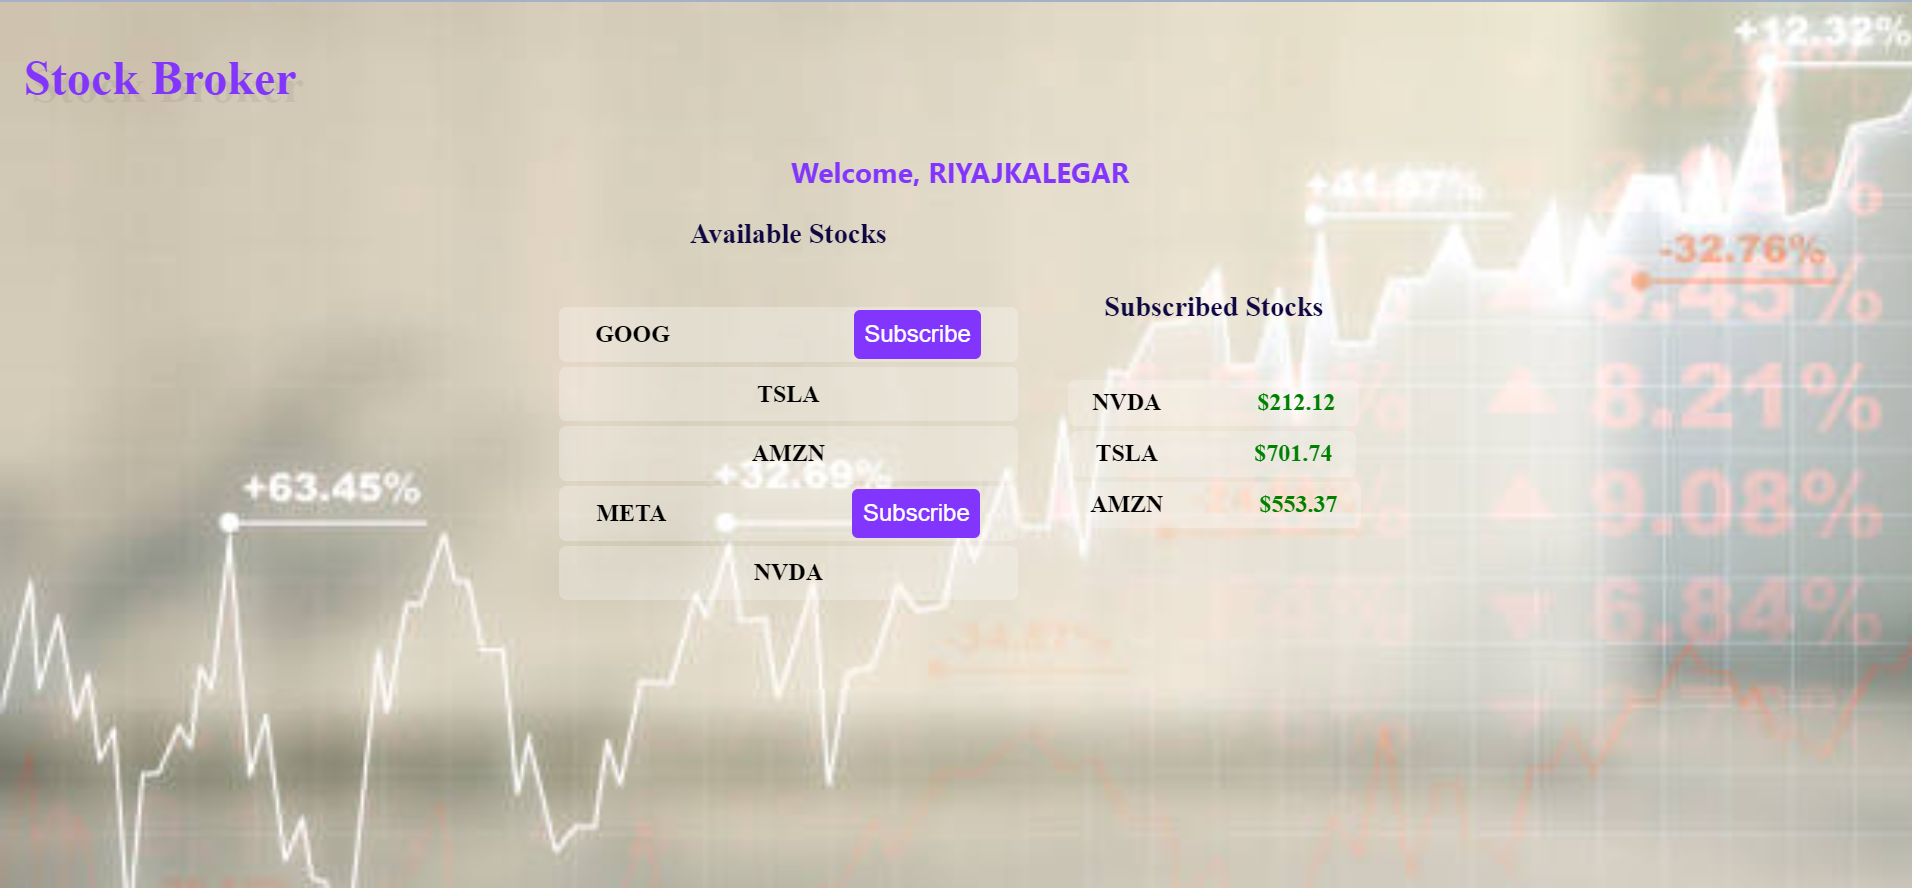 Stock Broker
Welcome, RIYAJKALEGAR
Available Stocks
GOOG Subscribe
TSLA
AMZN
META Subscribe
NVDA
Subscribed Stocks
NVDA $212.12
TSLA $701.74
AMZN $553.37
+12.32%
-32.76%
3.45%
8.21%
9.08%
6.84%
+63.45%
+32.69%